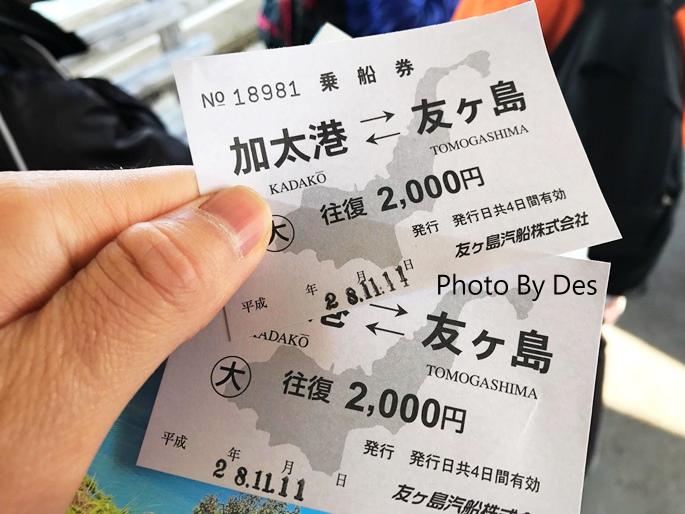 № 18981 乗船券
加太港 ⇄ 友ヶ島
KADAKŌ TOMOGASHIMA
大 往復 2,000円
発行 発行日共4日間有効
平成 年 月 日
28.11.11
友ヶ島汽船株式会社
Photo By Des
⇄ 友ヶ島
KADAKŌ TOMOGASHIMA
大 往復 2,000円
平成 年 月 日
28.11.11
発行 発行日共4日間有効
友ヶ島汽船株式会